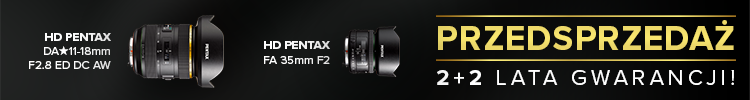 HD PENTAX
DA★11-18mm
F2.8 ED DC AW
HD PENTAX
FA 35mm F2
PRZEDSPRZEDAŻ
2+2 LATA GWARANCJI!